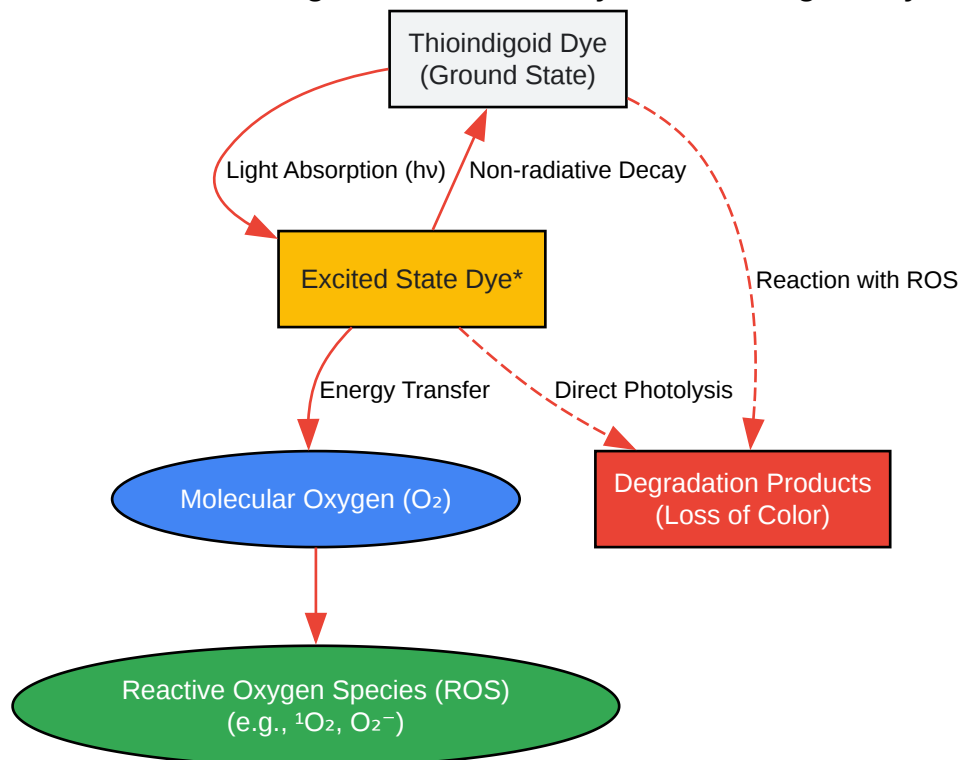 Thioindigoid Dye
(Ground State)
Light Absorption (hν)
Non-radiative Decay
Reaction with ROS
Excited State Dye*
Energy Transfer
Direct Photolysis
Molecular Oxygen (O₂)
Degradation Products
(Loss of Color)
Reactive Oxygen Species (ROS)
(e.g., ¹O₂, O₂⁻)